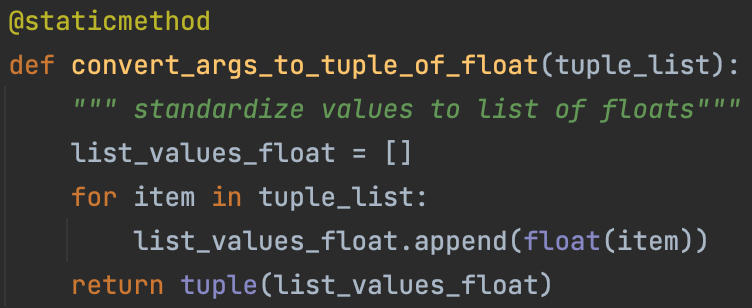 @staticmethod
def convert_args_to_tuple_of_float(tuple_list):
    """ standardize values to list of floats"""
    list_values_float = []
    for item in tuple_list:
        list_values_float.append(float(item))
    return tuple(list_values_float)